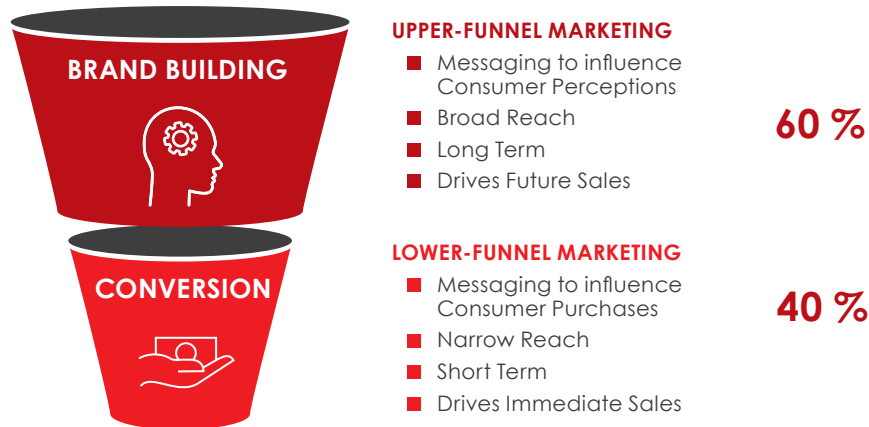 BRAND BUILDING
UPPER-FUNNEL MARKETING
Messaging to influence
Consumer Perceptions
Broad Reach
Long Term
Drives Future Sales
60 %
CONVERSION
LOWER-FUNNEL MARKETING
Messaging to influence
Consumer Purchases
Narrow Reach
Short Term
Drives Immediate Sales
40 %